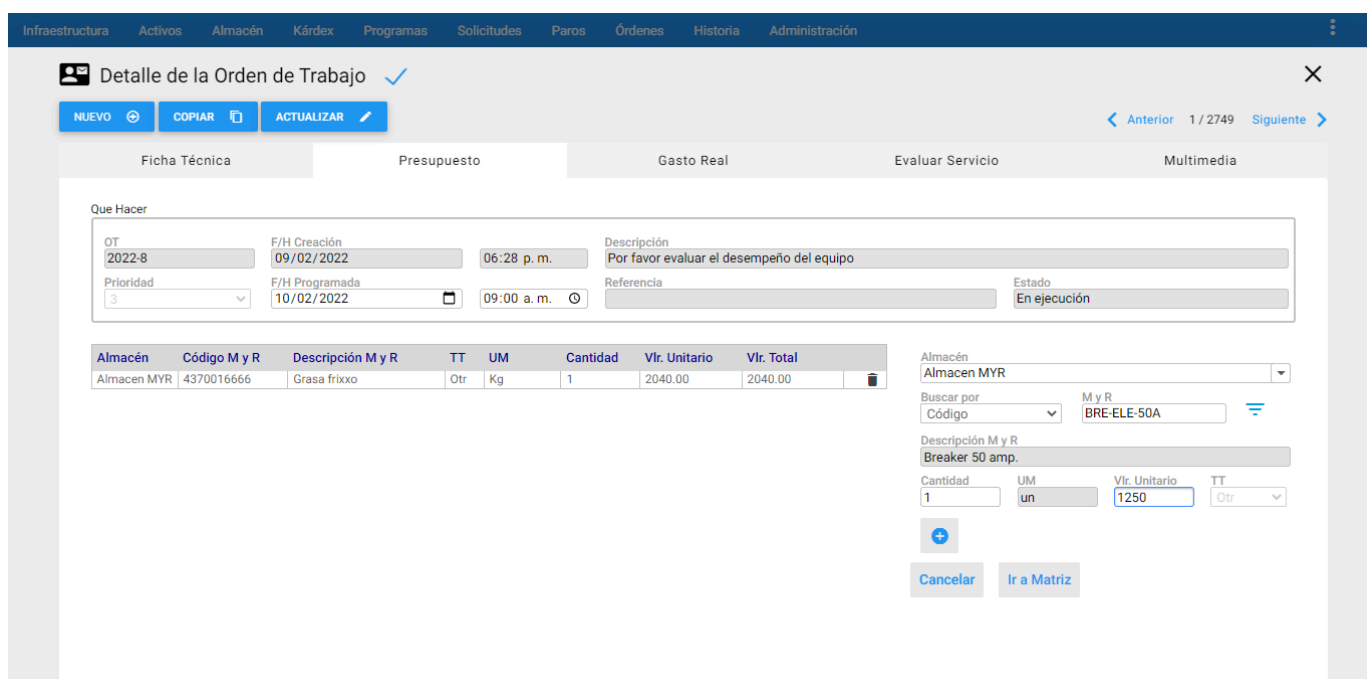 Infraestructura Activos Almacén Kárdex Programas Solicitudes Paros Órdenes Historia Administración
Detalle de la Orden de Trabajo
NUEVO COPIAR ACTUALIZAR
Anterior 1 / 2749 Siguiente
Ficha Técnica Presupuesto Gasto Real Evaluar Servicio Multimedia
Que Hacer
OT F/H Creación Descripción
2022-8 09/02/2022 06:28 p. m. Por favor evaluar el desempeño del equipo
Prioridad F/H Programada Referencia Estado
3 10/02/2022 09:00 a. m. En ejecución
Almacén Código M y R Descripción M y R TT UM Cantidad Vlr. Unitario Vlr. Total
Almacen MYR 4370016666 Grasa frixxo Otr Kg 1 2040.00 2040.00
Almacén
Almacen MYR
Buscar por M y R
Código BRE-ELE-50A
Descripción M y R
Breaker 50 amp.
Cantidad UM Vlr. Unitario TT
1 un 1250 Otr
Cancelar Ir a Matriz